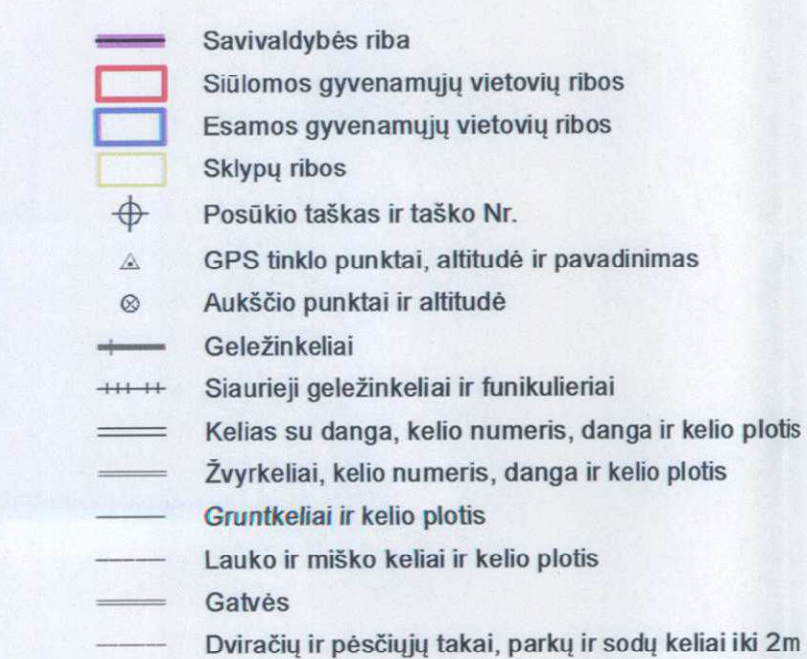 Savivaldybės riba
Siūlomos gyvenamųjų vietovių ribos
Esamos gyvenamųjų vietovių ribos
Sklypų ribos
Posūkio taškas ir taško Nr.
GPS tinklo punktai, altitudė ir pavadinimas
Aukščio punktai ir altitudė
Geležinkeliai
Siaurieji geležinkeliai ir funikulieriai
Kelias su danga, kelio numeris, danga ir kelio plotis
Žvyrkeliai, kelio numeris, danga ir kelio plotis
Gruntkeliai ir kelio plotis
Lauko ir miško keliai ir kelio plotis
Gatvės
Dviračių ir pėsčiųjų takai, parkų ir sodų keliai iki 2m